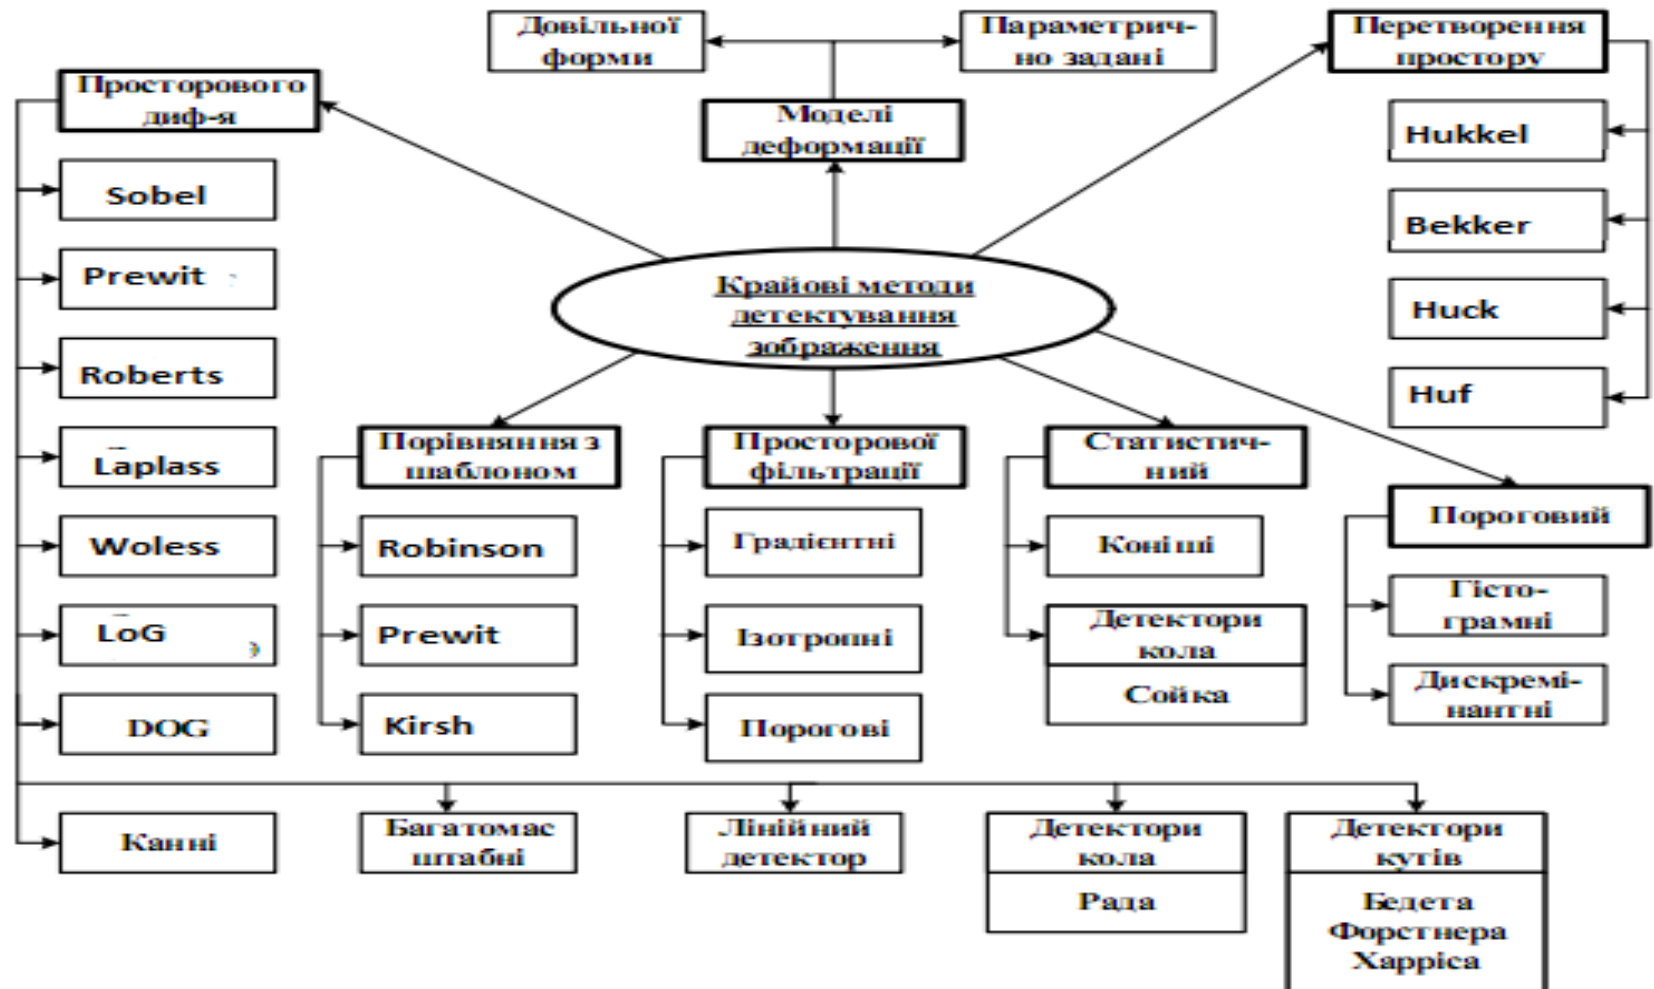 Довільної
форми
Параметрич-
но задані
Перетворення
простору
Просторового
диф-я
Моделі
деформації
Hukkel
Sobel
Bekker
Prewit
Крайові методи
детектування
зображення
Huck
Roberts
Huf
Laplass
Порівняння з
шаблоном
Просторової
фільтрації
Статистич-
ний
Пороговий
Woless
Robinson
Градієнтні
Коніші
Гісто-
грамні
LoG
Prewit
Ізотропні
Детектори
кола
Сойка
Дискремі-
нантні
DOG
Kirsh
Порогові
Канні
Багатомас
штабні
Лінійний
детектор
Детектори
кола
Рада
Детектори
кутів
Бедета
Форстнера
Харріса